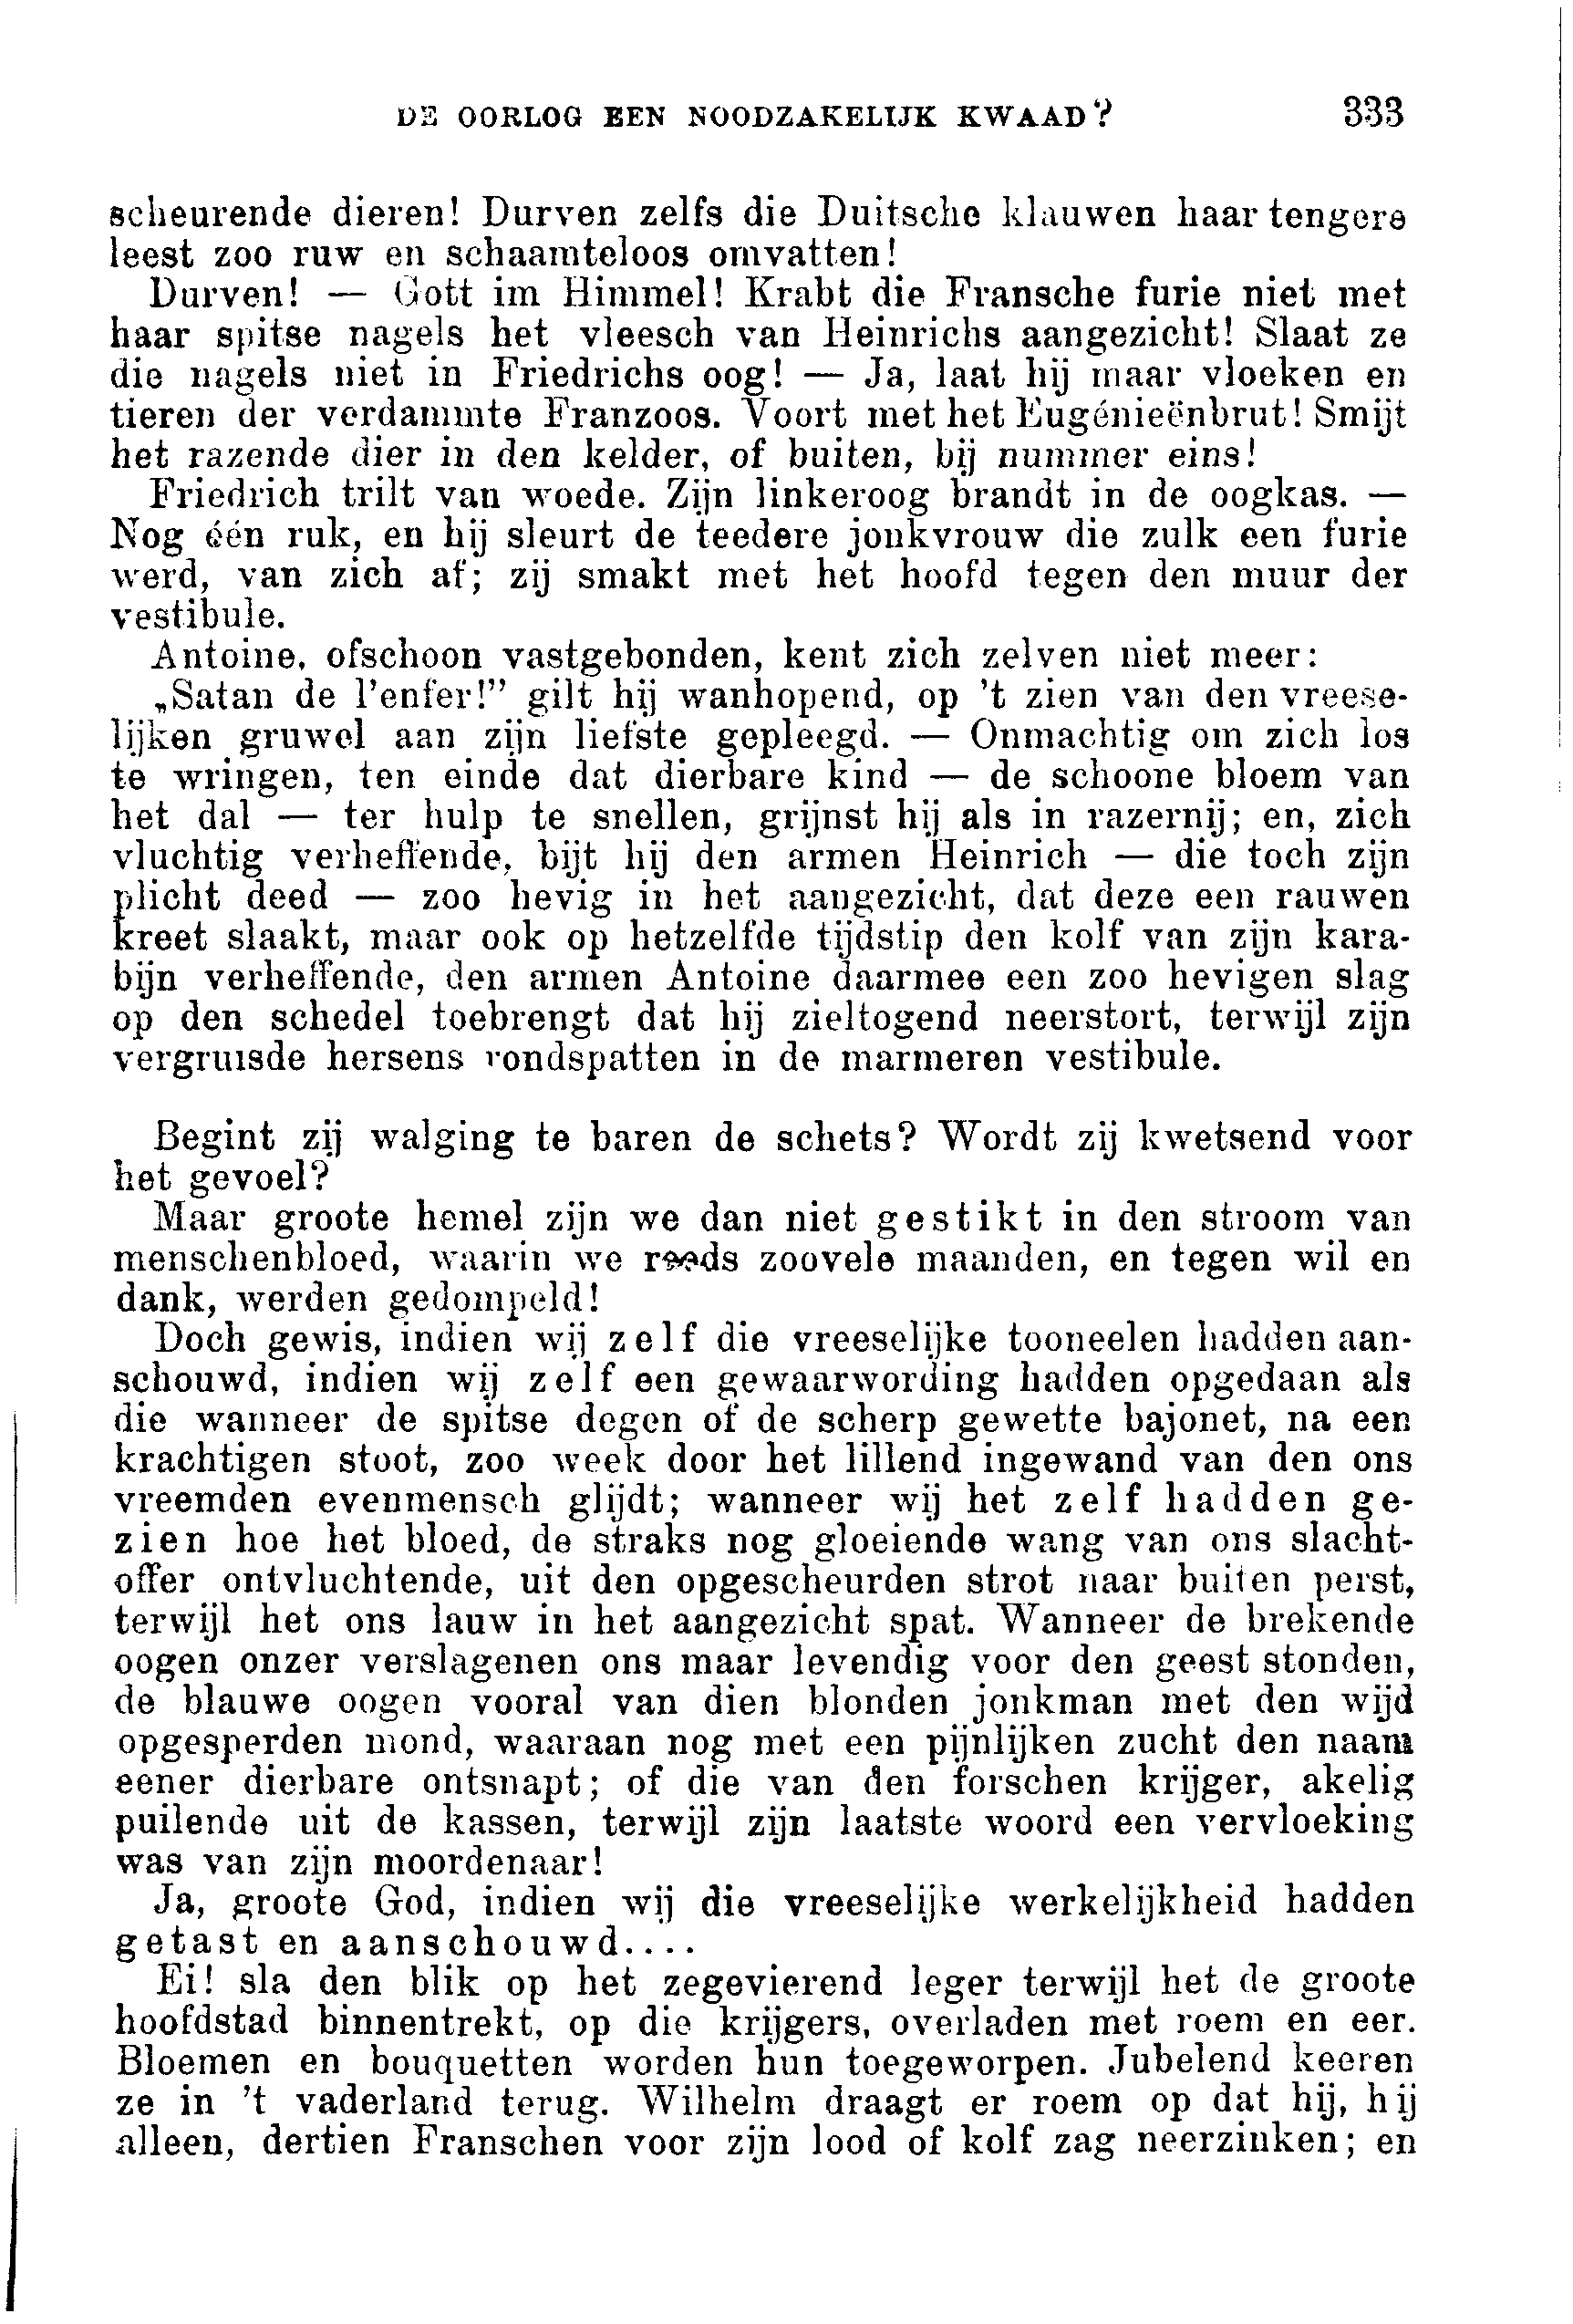 DE OORLOG EEN NOODZAKELIJK KWAAD? 333
scheurende dieren! Durven zelfs die Duitsche klauwen haar tengere
leest zoo ruw en schaamteloos omvatten!
Durven! — Gott im Himmel! Krabt die Fransche furie niet met
haar spitse nagels het vleesch van Heinrichs aangezicht! Slaat ze
die nagels niet in Friedrichs oog! — Ja, laat hij maar vloeken en
tieren der verdammte Franzoos. Voort met het Eugénieënbrut! Smijt
het razende dier in den kelder, of buiten, bij nummer eins!
Friedrich trilt van woede. Zijn linkeroog brandt in de oogkas. —
Nog één ruk, en hij sleurt de teedere jonkvrouw die zulk een furie
werd, van zich af; zij smakt met het hoofd tegen den muur der
vestibule.
Antoine, ofschoon vastgebonden, kent zich zelven niet meer:
„Satan de l'enfer!” gilt hij wanhopend, op 't zien van den vreese-
lijken gruwel aan zijn liefste gepleegd. — Onmachtig om zich los
te wringen, ten einde dat dierbare kind — de schoone bloem van
het dal — ter hulp te snellen, grijnst hij als in razernij; en, zich
vluchtig verheffende, bijt hij den armen Heinrich — die toch zijn
plicht deed — zoo hevig in het aangezicht, dat deze een rauwen
kreet slaakt, maar ook op hetzelfde tijdstip den kolf van zijn kara-
bijn verheffende, den armen Antoine daarmee een zoo hevigen slag
op den schedel toebrengt dat hij zieltogend neerstort, terwijl zijn
vergruisde hersens rondspatten in de marmeren vestibule.
Begint zij walging te baren de schets? Wordt zij kwetsend voor
het gevoel?
Maar groote hemel zijn we dan niet gestikt in den stroom van
menschenbloed, waarin we reeds zoovele maanden, en tegen wil en
dank, werden gedompeld!
Doch gewis, indien wij zelf die vreeselijke tooneelen hadden aan-
schouwd, indien wij zelf een gewaarwording hadden opgedaan als
die wanneer de spitse degen of de scherp gewette bajonet, na een
krachtigen stoot, zoo week door het lillend ingewand van den ons
vreemden evenmensch glijdt; wanneer wij het zelf hadden ge-
zien hoe het bloed, de straks nog gloeiende wang van ons slacht-
offer ontvluchtende, uit den opgescheurden strot naar buiten perst,
terwijl het ons lauw in het aangezicht spat. Wanneer de brekende
oogen onzer verslagenen ons maar levendig voor den geest stonden,
de blauwe oogen vooral van dien blonden jonkman met den wijd
opgesperden mond, waaraan nog met een pijnlijken zucht den naam
eener dierbare ontsnapt; of die van den forschen krijger, akelig
puilende uit de kassen, terwijl zijn laatste woord een vervloeking
was van zijn moordenaar!
Ja, groote God, indien wij die vreeselijke werkelijkheid hadden
getast en aanschouwd....
Ei! sla den blik op het zegevierend leger terwijl het de groote
hoofdstad binnentrekt, op die krijgers, overladen met roem en eer.
Bloemen en bouquetten worden hun toegeworpen. Jubelend keeren
ze in 't vaderland terug. Wilhelm draagt er roem op dat hij, hij
alleen, dertien Franschen voor zijn lood of kolf zag neerzinken; en